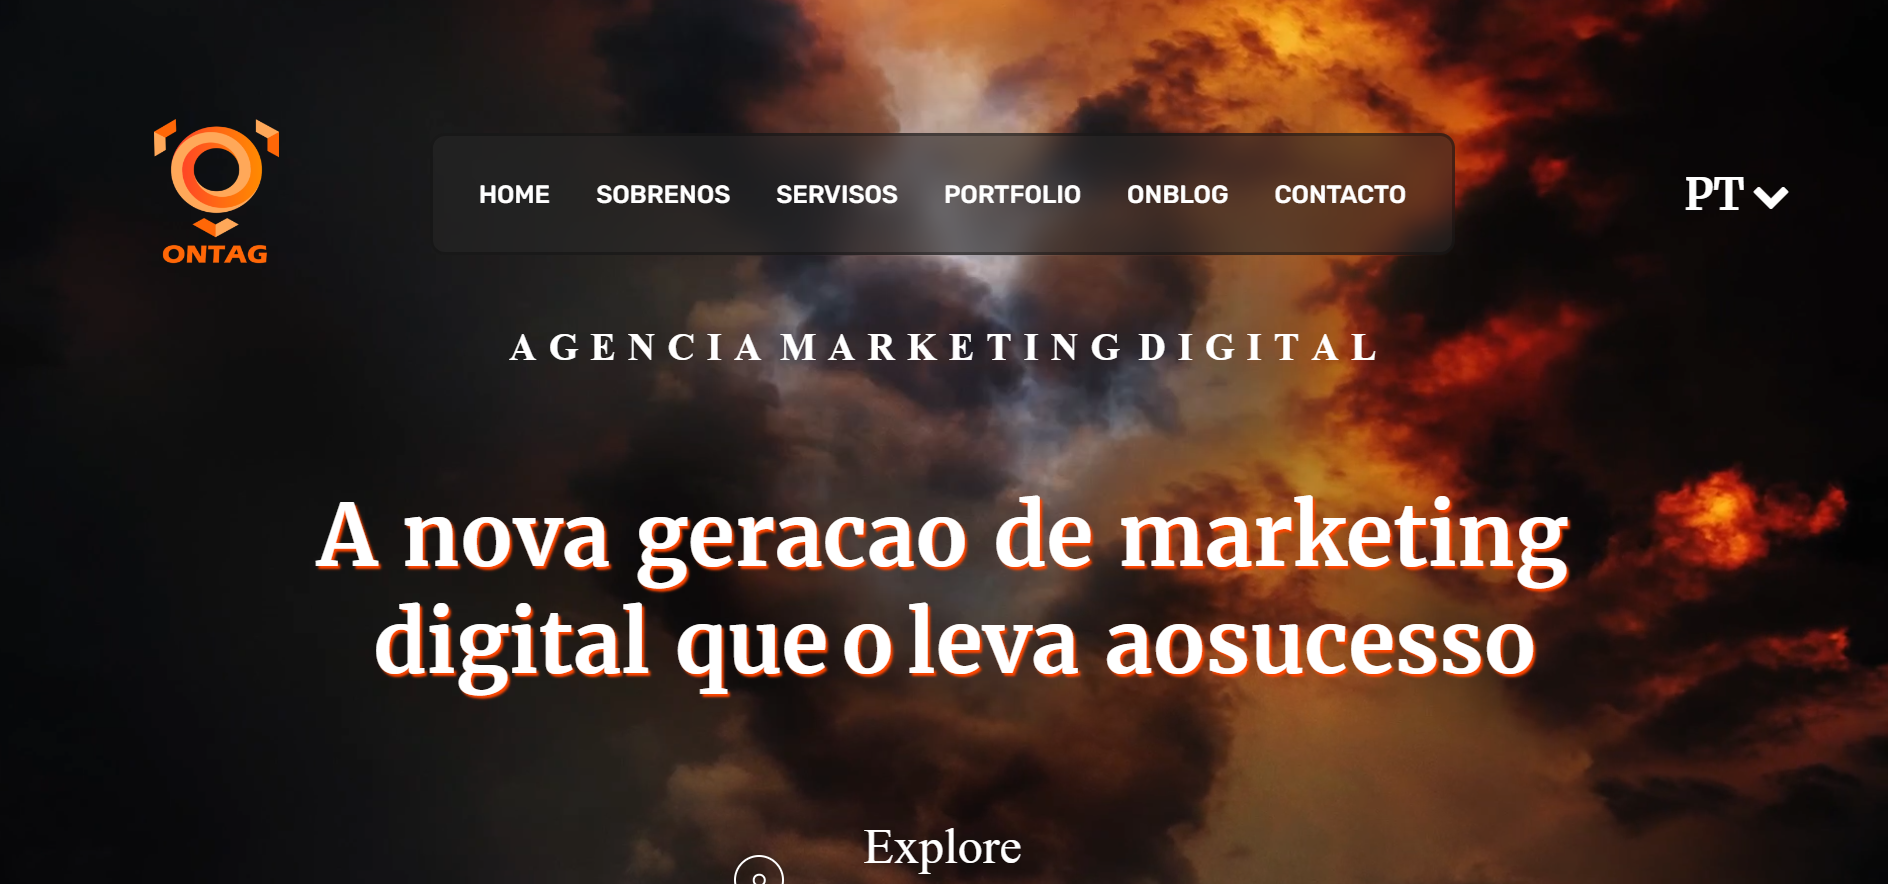 ONTAG
HOME SOBRENOS SERVISOS PORTFOLIO ONBLOG CONTACTO
PT
AGENCIA MARKETING DIGITAL
A nova geracao de marketing
digital que o leva aosucesso
Explore